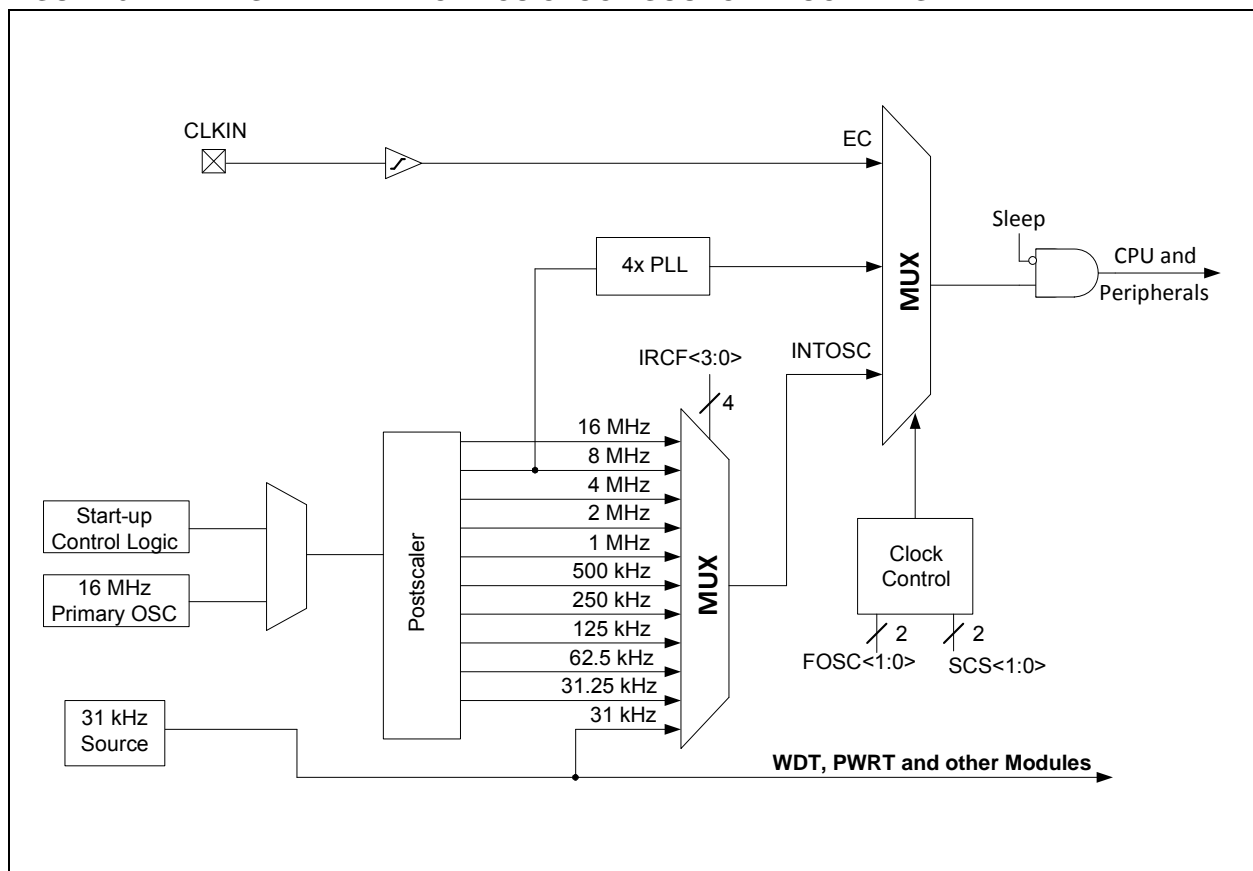 CLKIN
EC
Sleep
4x PLL
CPU and
Peripherals
MUX
IRCF<3:0>
INTOSC
4
16 MHz
8 MHz
4 MHz
2 MHz
1 MHz
500 kHz
250 kHz
125 kHz
62.5 kHz
31.25 kHz
31 kHz
Start-up
Control Logic
16 MHz
Primary OSC
Postscaler
MUX
Clock
Control
2
2
FOSC<1:0>
SCS<1:0>
31 kHz
Source
WDT, PWRT and other Modules